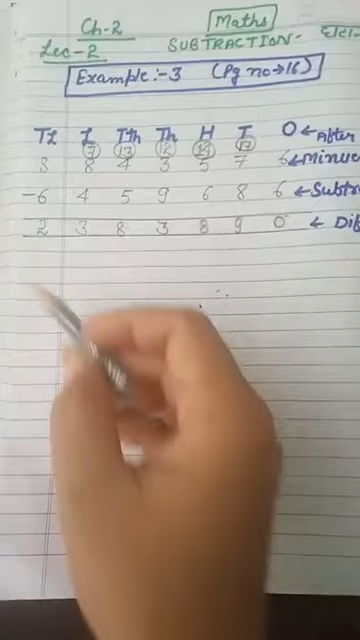 Ch-2 Maths
Lec-2 SUBTRACTION- घटा
Example:-3 (Pg no→16)
TL L TTh Th H T O ← After
7 13 12 14 17
8 8 4 3 5 7 6 ← Minue
-6 4 5 9 6 8 6 ← Subtr
2 3 8 3 8 9 0 ← Dif